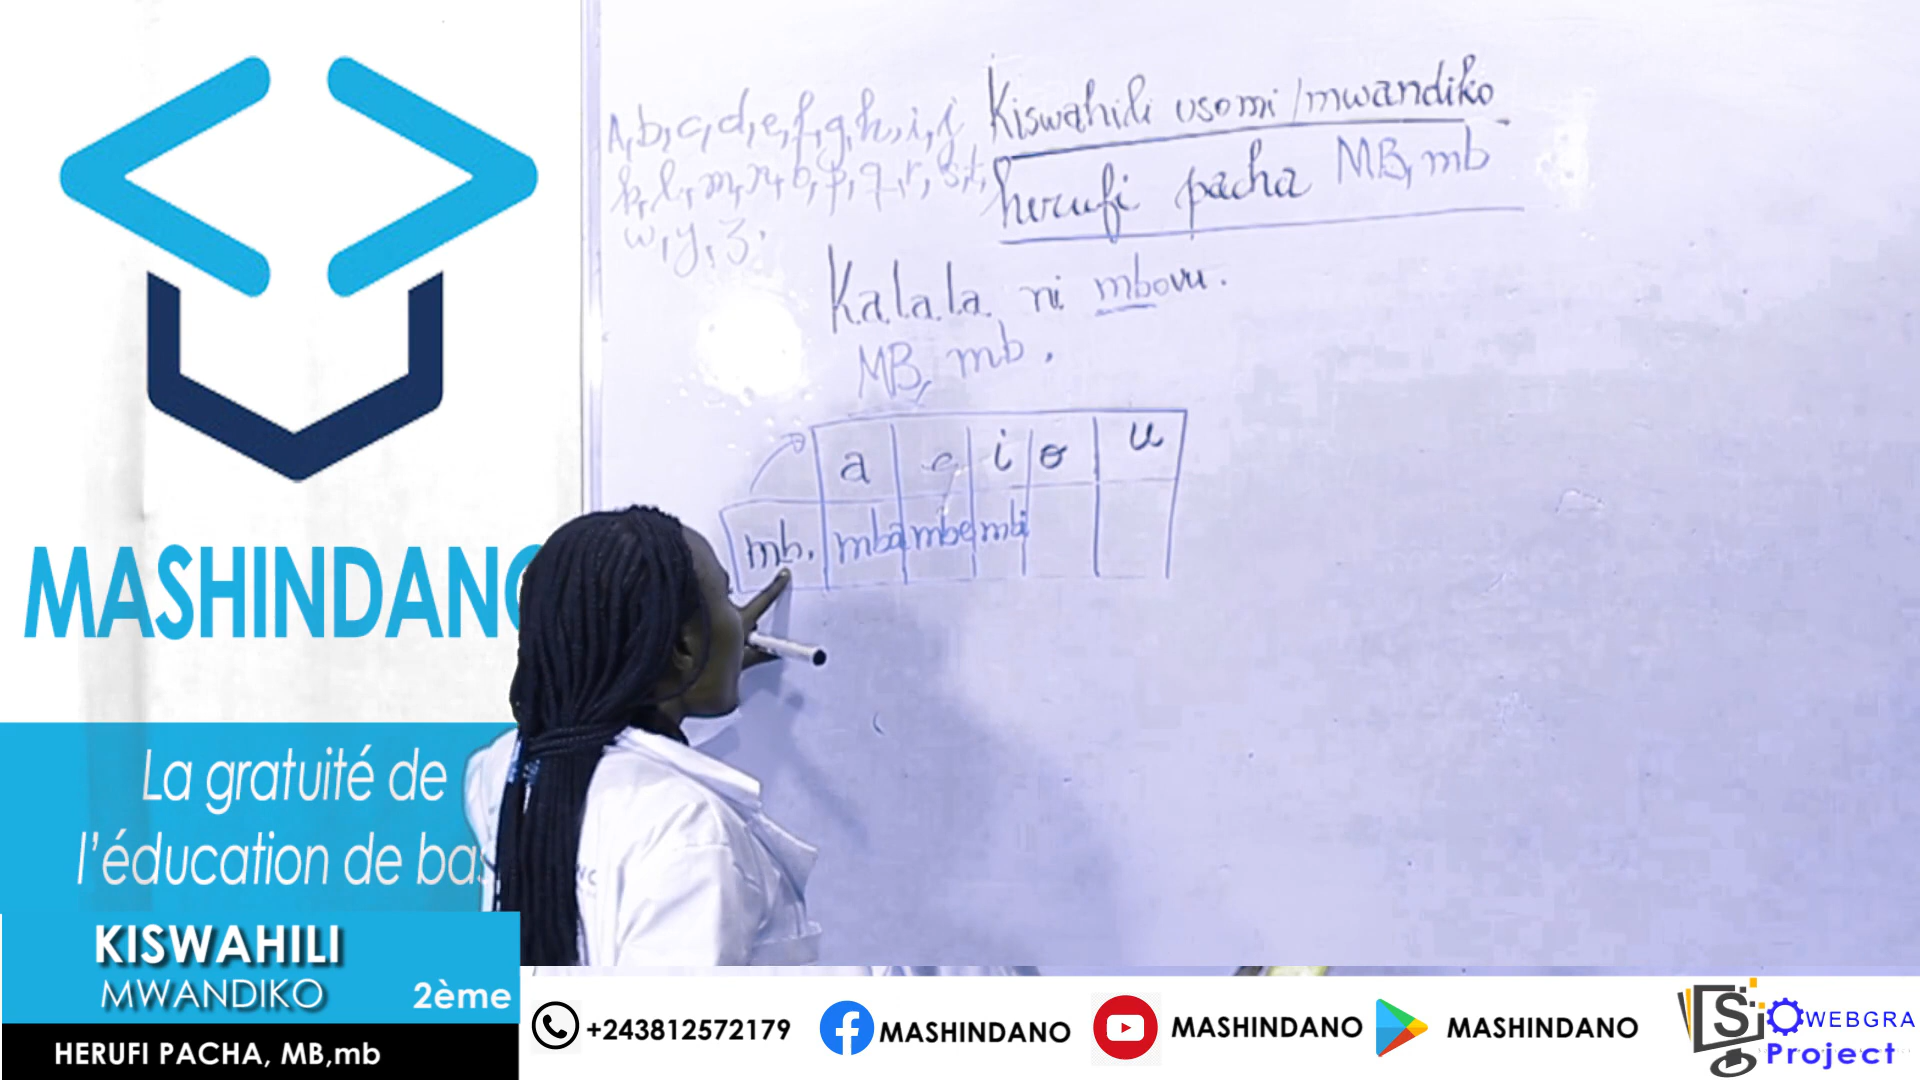 A, b, c, d, e, f, g, h, i, j
k, l, m, n, o, p, q, r, s, t,
w, y, z.
Kiswahili usomi/mwandiko
herufi pacha MB, mb
Kalala ni mbovu.
MB, mb.
a e i o u
mb. mba mbe mbi
MASHINDANO
La gratuité de
l'éducation de bas
KISWAHILI
MWANDIKO 2ème
HERUFI PACHA, MB,mb
+243812572179 MASHINDANO MASHINDANO MASHINDANO
WEBGRA
Project